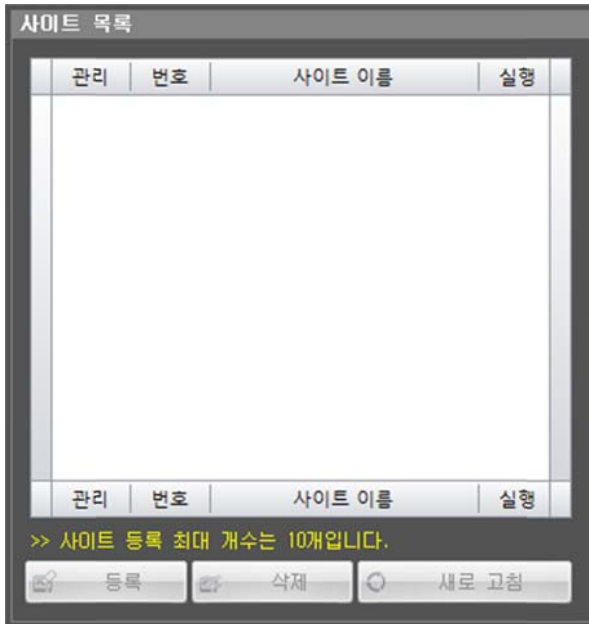 사이트 목록
관리 번호 사이트 이름 실행
관리 번호 사이트 이름 실행
>> 사이트 등록 최대 개수는 10개입니다.
등록 삭제 새로 고침